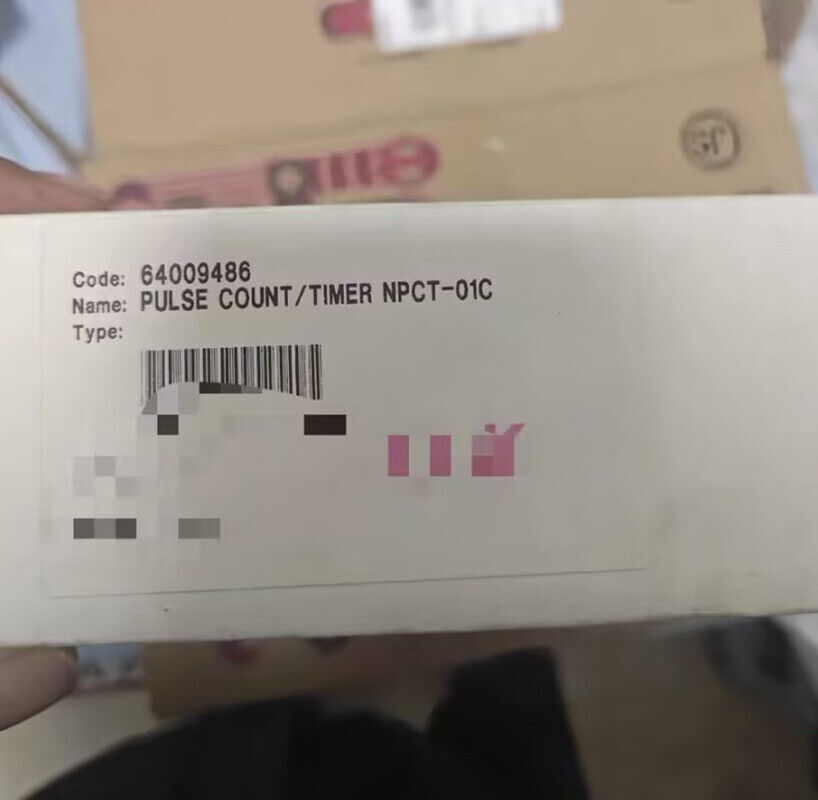 Code: 64009486
Name: PULSE COUNT/TIMER NPCT-01C
Type: